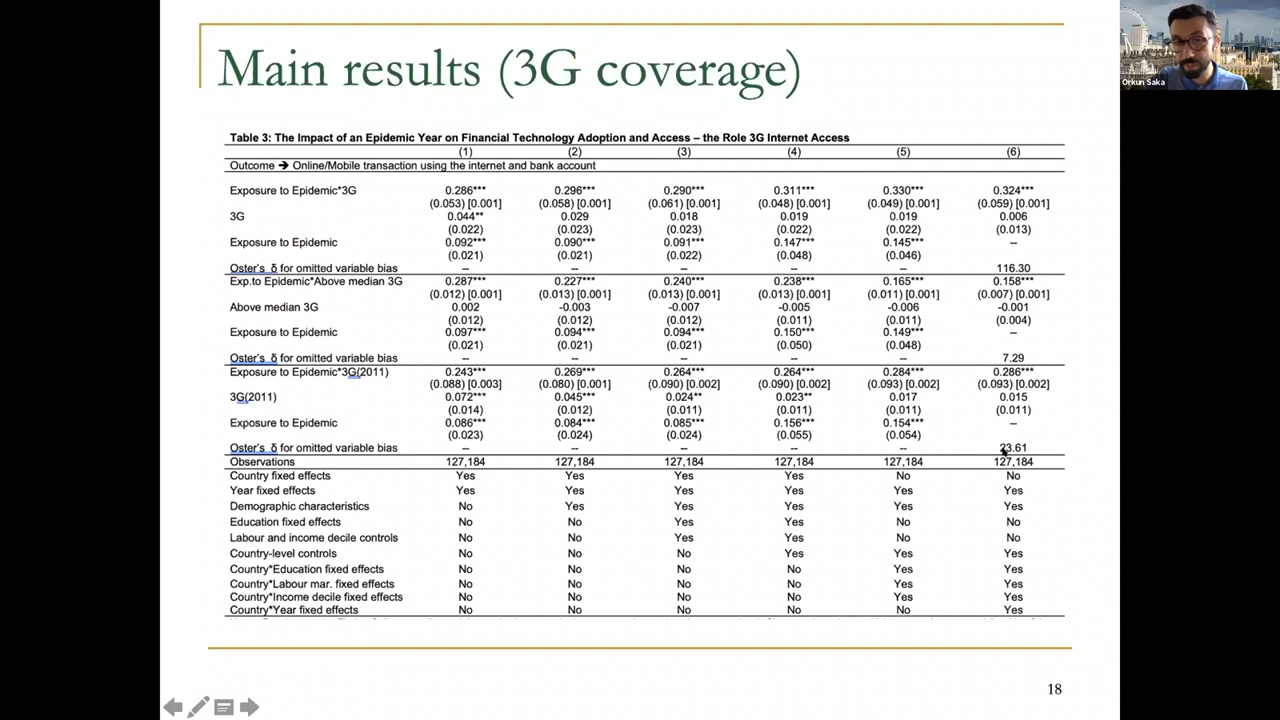 Main results (3G coverage)
Orkun Saka
Table 3: The Impact of an Epidemic Year on Financial Technology Adoption and Access – the Role 3G Internet Access
(1) (2) (3) (4) (5) (6)
Outcome ➔ Online/Mobile transaction using the internet and bank account
Exposure to Epidemic*3G 0.286*** 0.296*** 0.290*** 0.311*** 0.330*** 0.324***
(0.053) [0.001] (0.058) [0.001] (0.061) [0.001] (0.048) [0.001] (0.049) [0.001] (0.059) [0.001]
3G 0.044** 0.029 0.018 0.019 0.019 0.006
(0.022) (0.023) (0.023) (0.022) (0.022) (0.013)
Exposure to Epidemic 0.092*** 0.090*** 0.091*** 0.147*** 0.145*** --
(0.021) (0.021) (0.022) (0.048) (0.046)
Oster's δ for omitted variable bias -- -- -- -- -- 116.30
Exp.to Epidemic*Above median 3G 0.287*** 0.227*** 0.240*** 0.238*** 0.165*** 0.158***
(0.012) [0.001] (0.013) [0.001] (0.013) [0.001] (0.013) [0.001] (0.011) [0.001] (0.007) [0.001]
Above median 3G 0.002 -0.003 -0.007 -0.005 -0.006 -0.001
(0.012) (0.012) (0.012) (0.011) (0.011) (0.004)
Exposure to Epidemic 0.097*** 0.094*** 0.094*** 0.150*** 0.149*** --
(0.021) (0.021) (0.021) (0.050) (0.048)
Oster's δ for omitted variable bias -- -- -- -- -- 7.29
Exposure to Epidemic*3G(2011) 0.243*** 0.269*** 0.264*** 0.264*** 0.284*** 0.286***
(0.088) [0.003] (0.080) [0.001] (0.090) [0.002] (0.090) [0.002] (0.093) [0.002] (0.093) [0.002]
3G(2011) 0.072*** 0.045*** 0.024** 0.023** 0.017 0.015
(0.014) (0.012) (0.011) (0.011) (0.011) (0.011)
Exposure to Epidemic 0.086*** 0.084*** 0.085*** 0.156*** 0.154*** --
(0.023) (0.024) (0.024) (0.055) (0.054)
Oster's δ for omitted variable bias -- -- -- -- -- 23.61
Observations 127,184 127,184 127,184 127,184 127,184 127,184
Country fixed effects Yes Yes Yes Yes No No
Year fixed effects Yes Yes Yes Yes Yes Yes
Demographic characteristics No Yes Yes Yes Yes Yes
Education fixed effects No No Yes Yes No No
Labour and income decile controls No No Yes Yes No No
Country-level controls No No No Yes Yes Yes
Country*Education fixed effects No No No No Yes Yes
Country*Labour mar. fixed effects No No No No Yes Yes
Country*Income decile fixed effects No No No No Yes Yes
Country*Year fixed effects No No No No No Yes
18